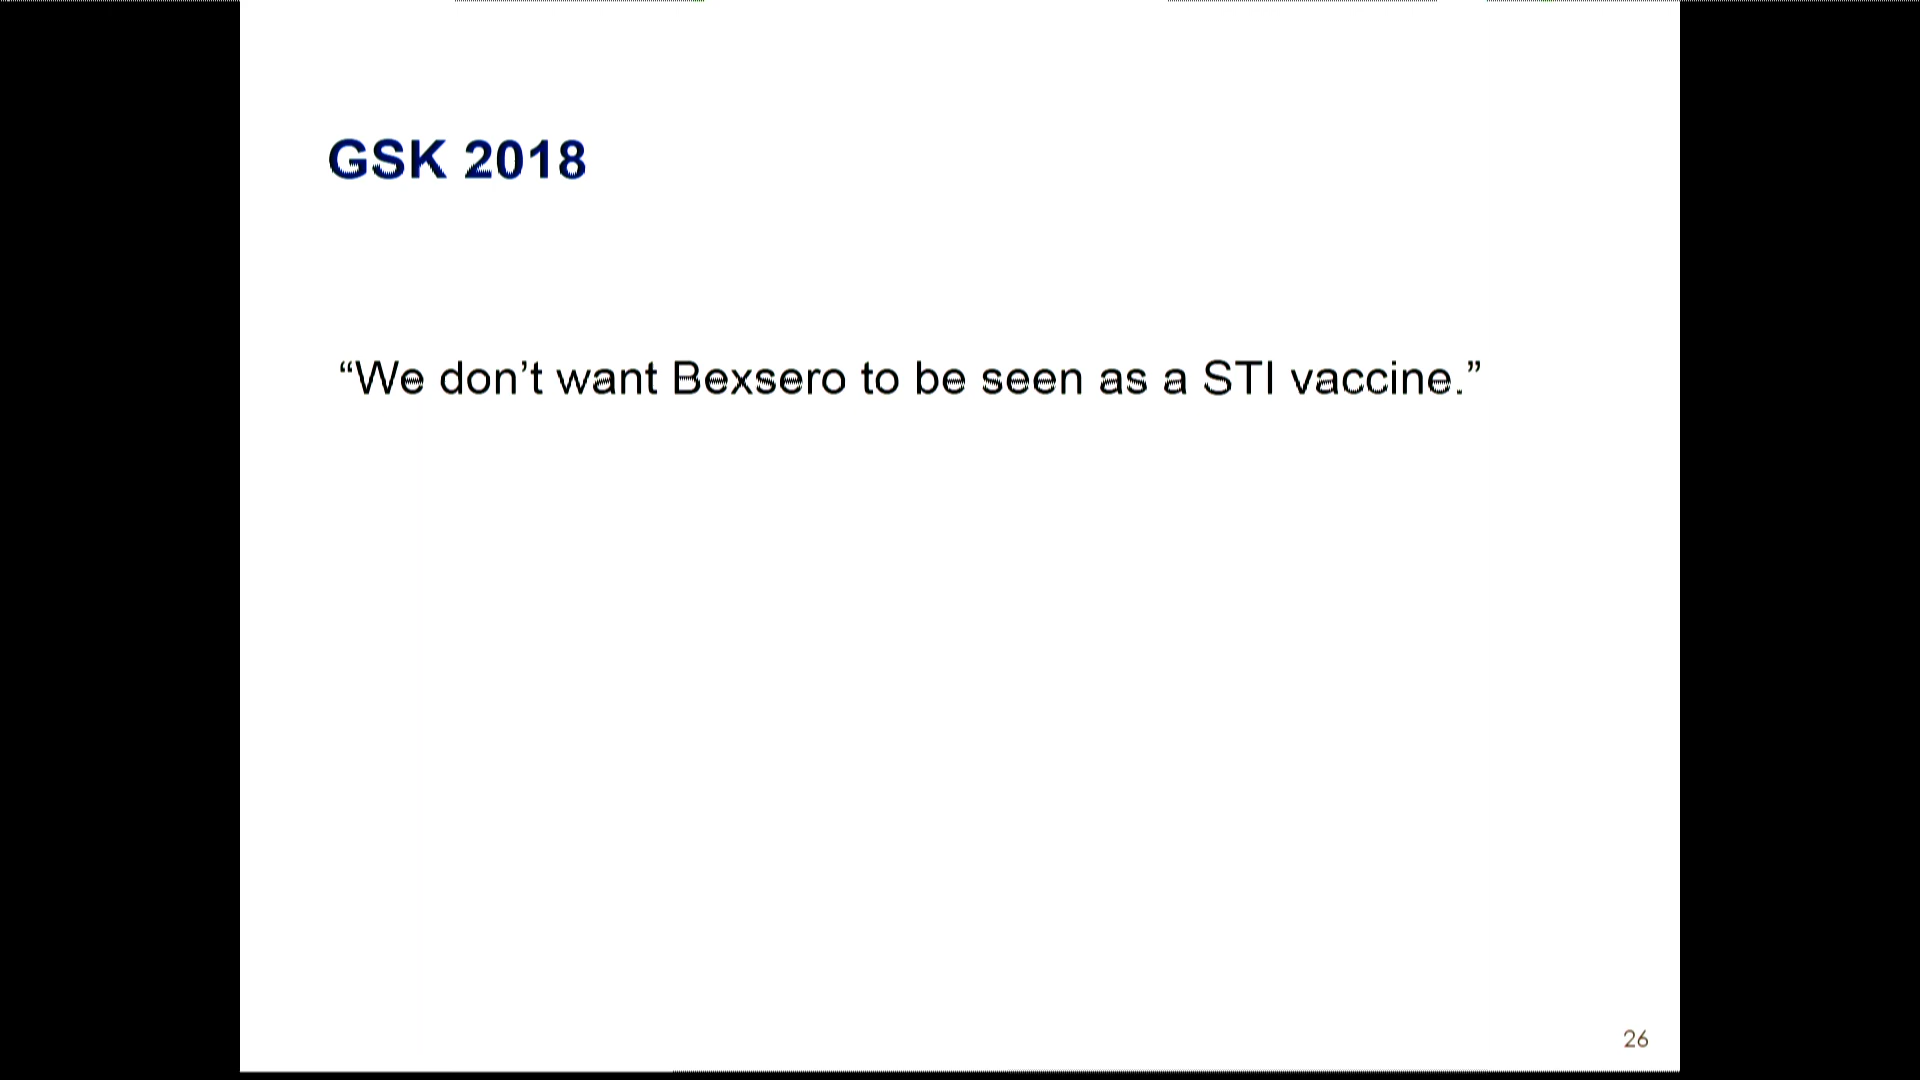 GSK 2018
“We don’t want Bexsero to be seen as a STI vaccine.”
26